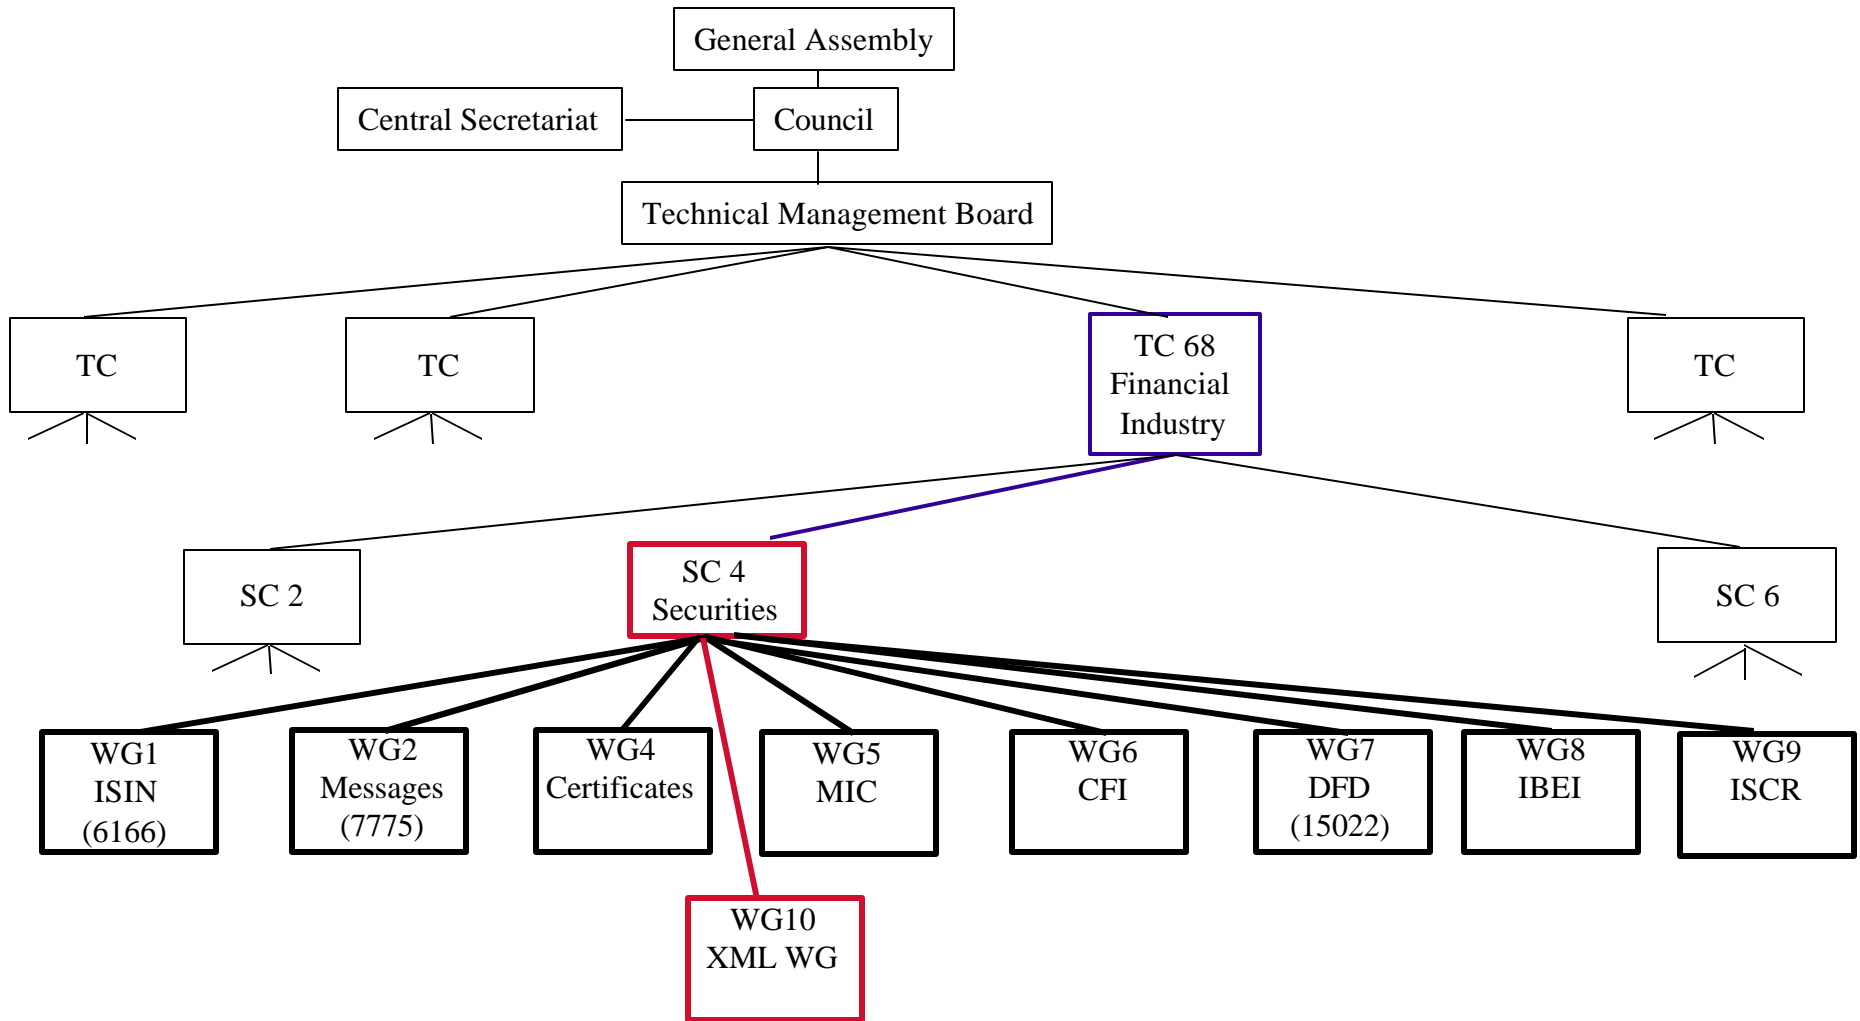 General Assembly
Central Secretariat
Council
Technical Management Board
TC
TC
TC 68
Financial
Industry
TC
SC 2
SC 4
Securities
SC 6
WG1
ISIN
(6166)
WG2
Messages
(7775)
WG4
Certificates
WG5
MIC
WG6
CFI
WG7
DFD
(15022)
WG8
IBEI
WG9
ISCR
WG10
XML WG